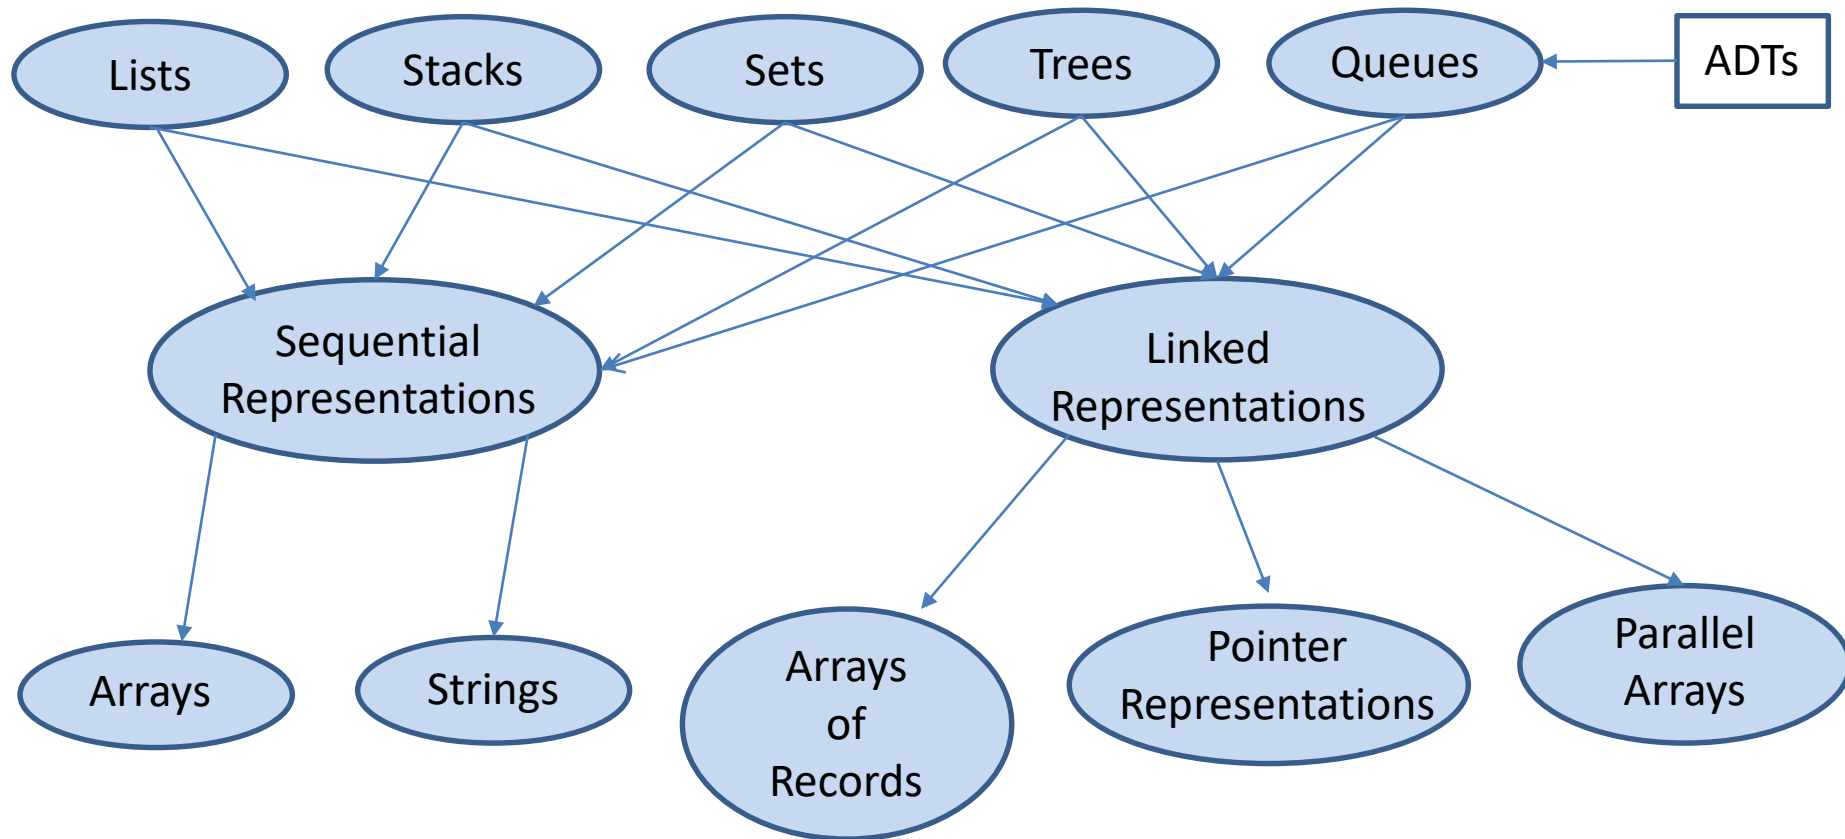 Lists
Stacks
Sets
Trees
Queues
ADTs
Sequential
Representations
Linked
Representations
Arrays
Strings
Arrays
of
Records
Pointer
Representations
Parallel
Arrays